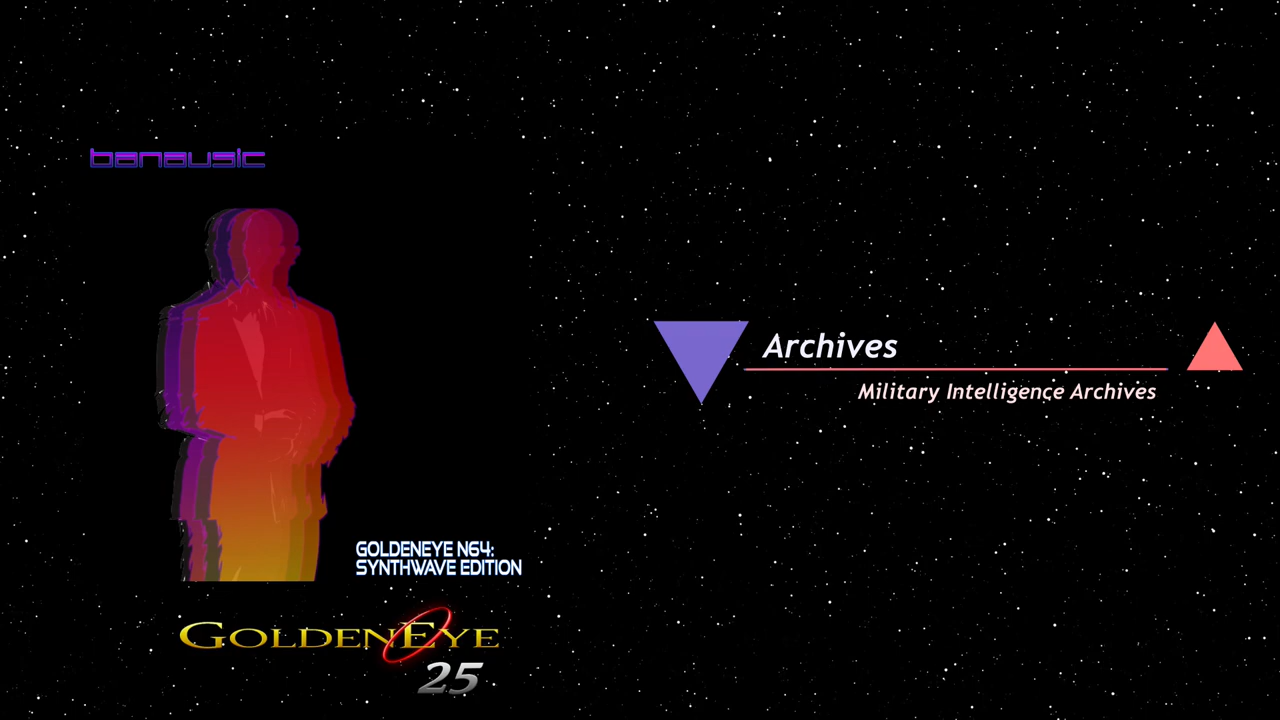 banausic
Archives
Military Intelligence Archives
GOLDENEYE N64:
SYNTHWAVE EDITION
GOLDENEYE
25